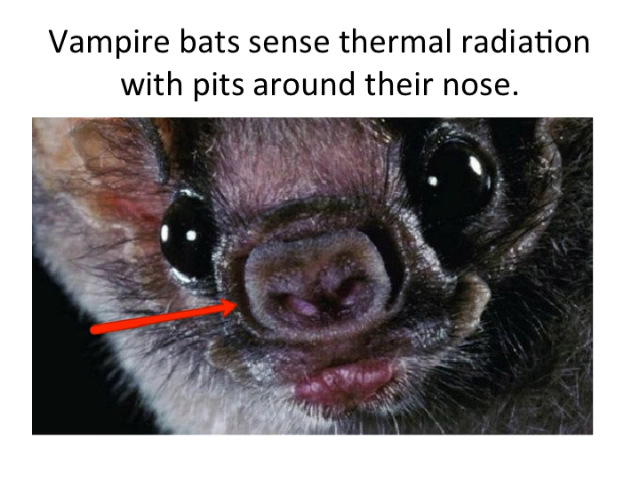 Vampire bats sense thermal radiation
with pits around their nose.